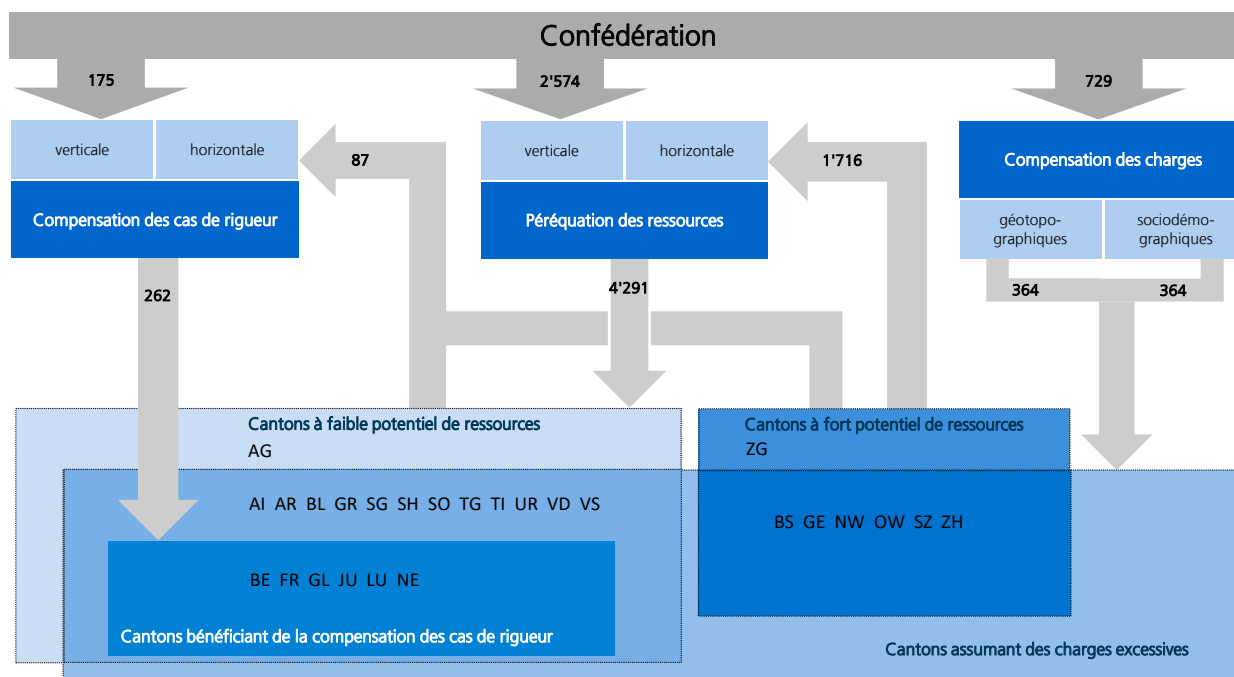 Confédération
175
2'574
729
verticale
horizontale
87
verticale
horizontale
1'716
Compensation des charges
Compensation des cas de rigueur
Péréquation des ressources
géotopo-
graphiques
sociodémo-
graphiques
262
4'291
364
364
Cantons à faible potentiel de ressources
AG
Cantons à fort potentiel de ressources
ZG
AI AR BL GR SG SH SO TG TI UR VD VS
BS GE NW OW SZ ZH
BE FR GL JU LU NE
Cantons bénéficiant de la compensation des cas de rigueur
Cantons assumant des charges excessives